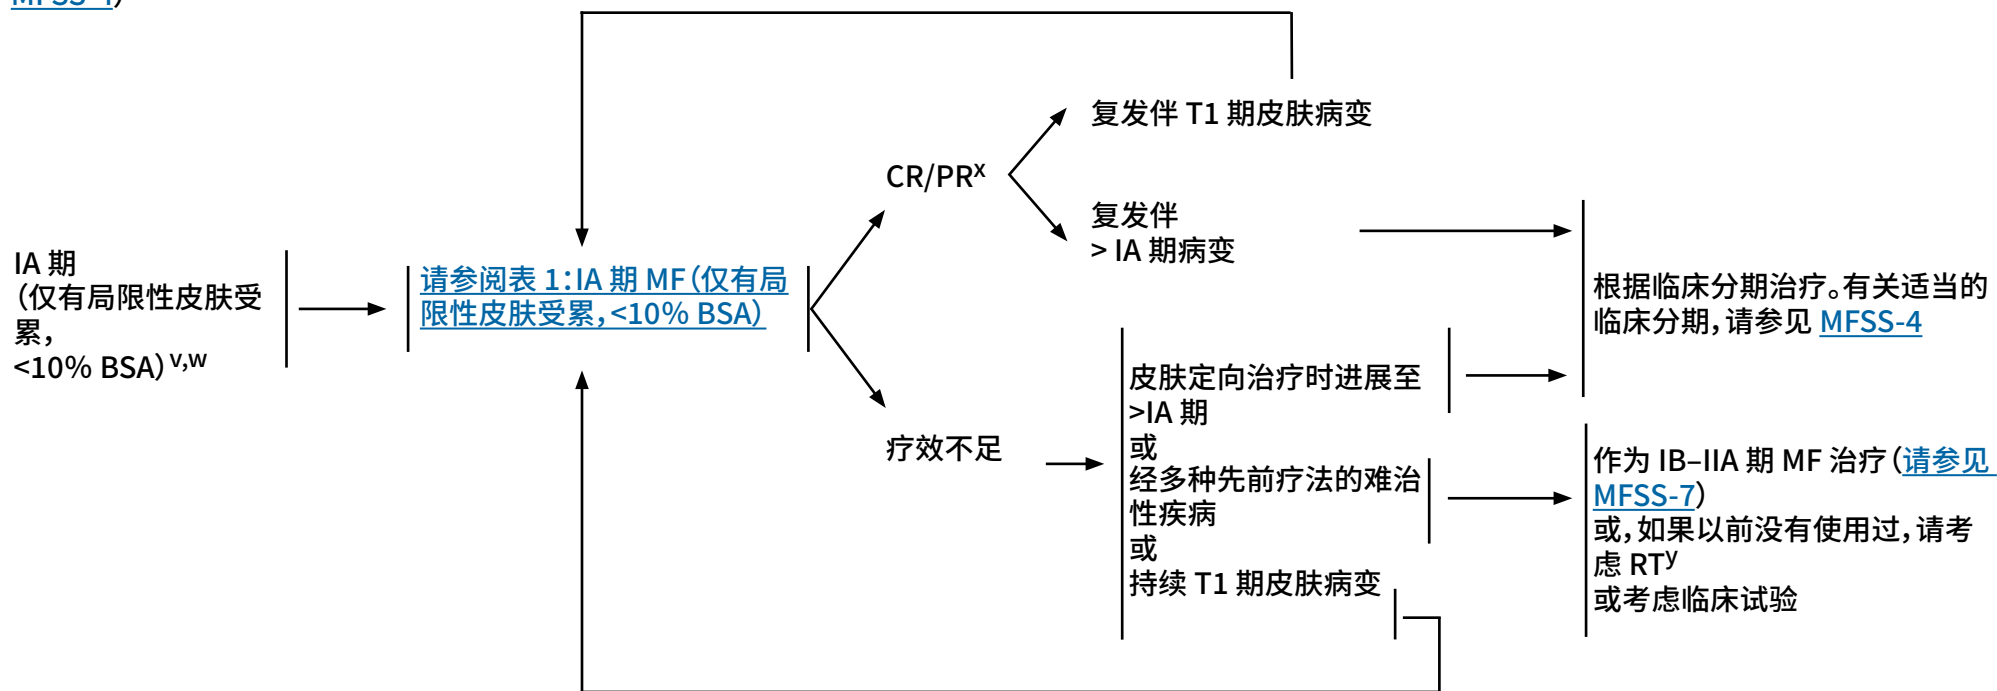 MFSS-4)
复发伴 T1 期皮肤病变
CR/PRˣ
复发伴
> IA 期病变
IA 期
(仅有局限性皮肤受
累,
<10% BSA) ᵛ,ʷ
请参阅表 1:IA 期 MF(仅有局
限性皮肤受累,<10% BSA)
根据临床分期治疗。有关适当的
临床分期,请参见 MFSS-4
疗效不足
皮肤定向治疗时进展至
>IA 期
或
经多种先前疗法的难治
性疾病
或
持续 T1 期皮肤病变
作为 IB–IIA 期 MF 治疗(请参见
MFSS-7)
或,如果以前没有使用过,请考
虑 RTʸ
或考虑临床试验